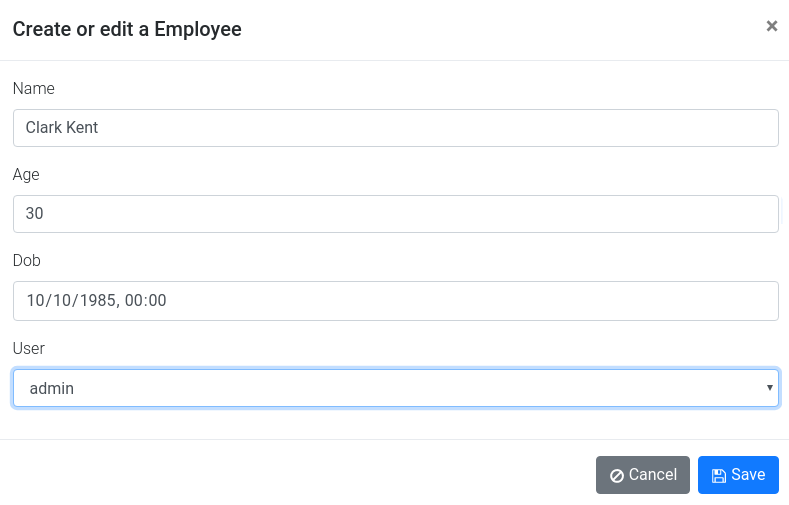 Create or edit a Employee ×
Name
Clark Kent
Age
30
Dob
10/10/1985, 00:00
User
admin
Cancel Save